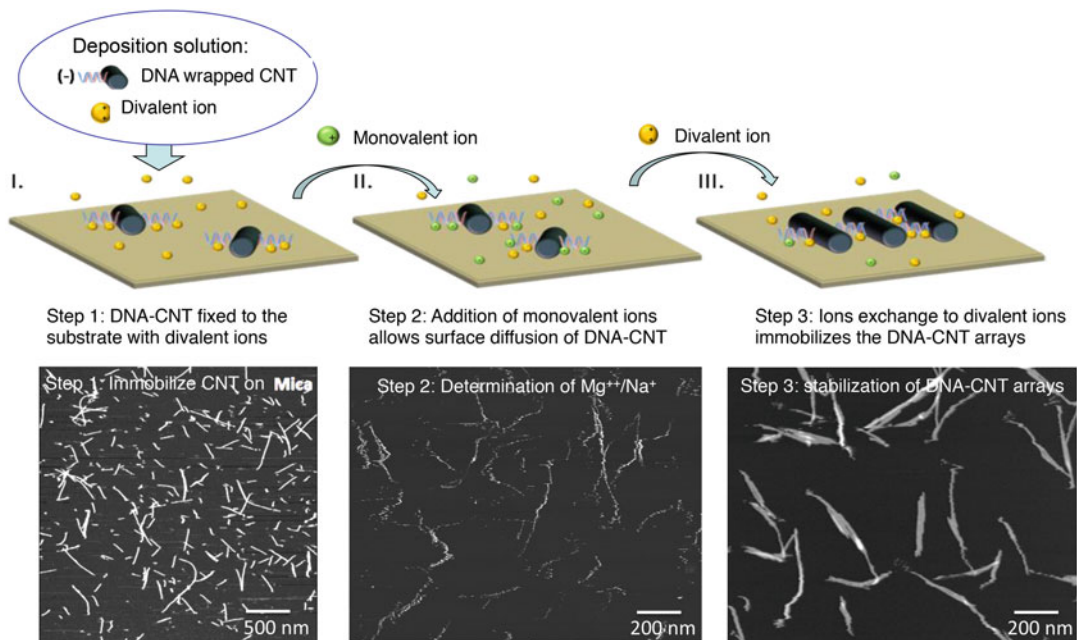 Deposition solution:
(-) DNA wrapped CNT
Divalent ion
Monovalent ion
Divalent ion
I.
II.
III.
Step 1: DNA-CNT fixed to the
substrate with divalent ions
Step 2: Addition of monovalent ions
allows surface diffusion of DNA-CNT
Step 3: Ions exchange to divalent ions
immobilizes the DNA-CNT arrays
Step 1: Immobilize CNT on Mica
500 nm
Step 2: Determination of Mg⁺⁺/Na⁺
200 nm
Step 3: stabilization of DNA-CNT arrays
200 nm